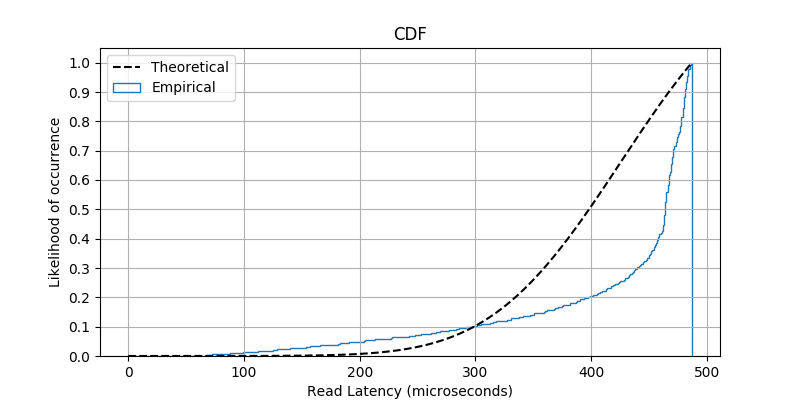 CDF
Theoretical
Empirical
Likelihood of occurrence
1.0
0.9
0.8
0.7
0.6
0.5
0.4
0.3
0.2
0.1
0.0
0 100 200 300 400 500
Read Latency (microseconds)